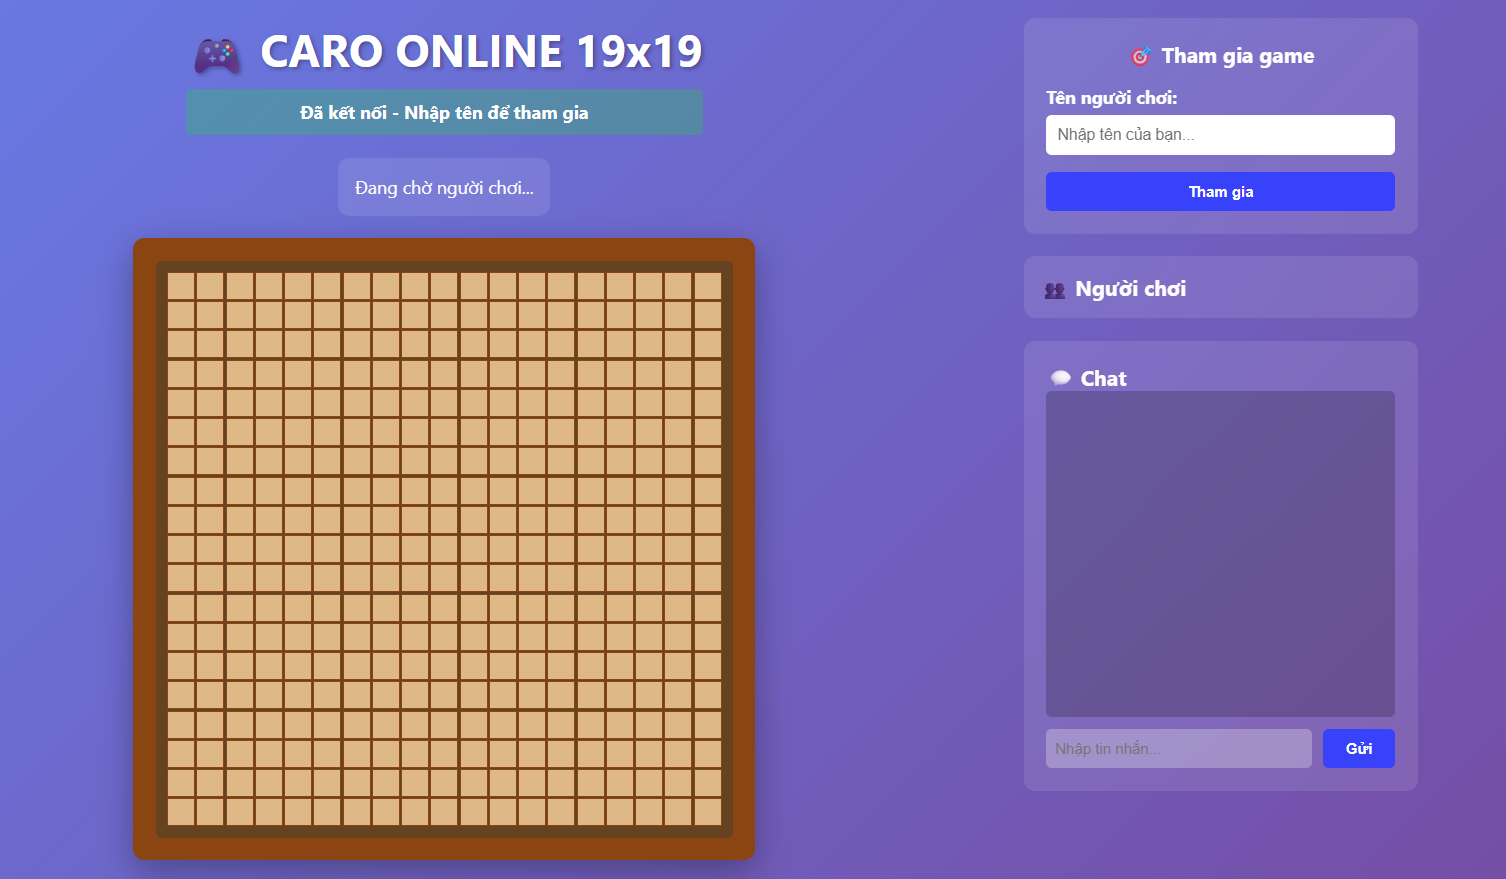 CARO ONLINE 19x19
Đã kết nối - Nhập tên để tham gia
Đang chờ người chơi...
Tham gia game
Tên người chơi:
Nhập tên của bạn...
Tham gia
Người chơi
Chat
Nhập tin nhắn...
Gửi